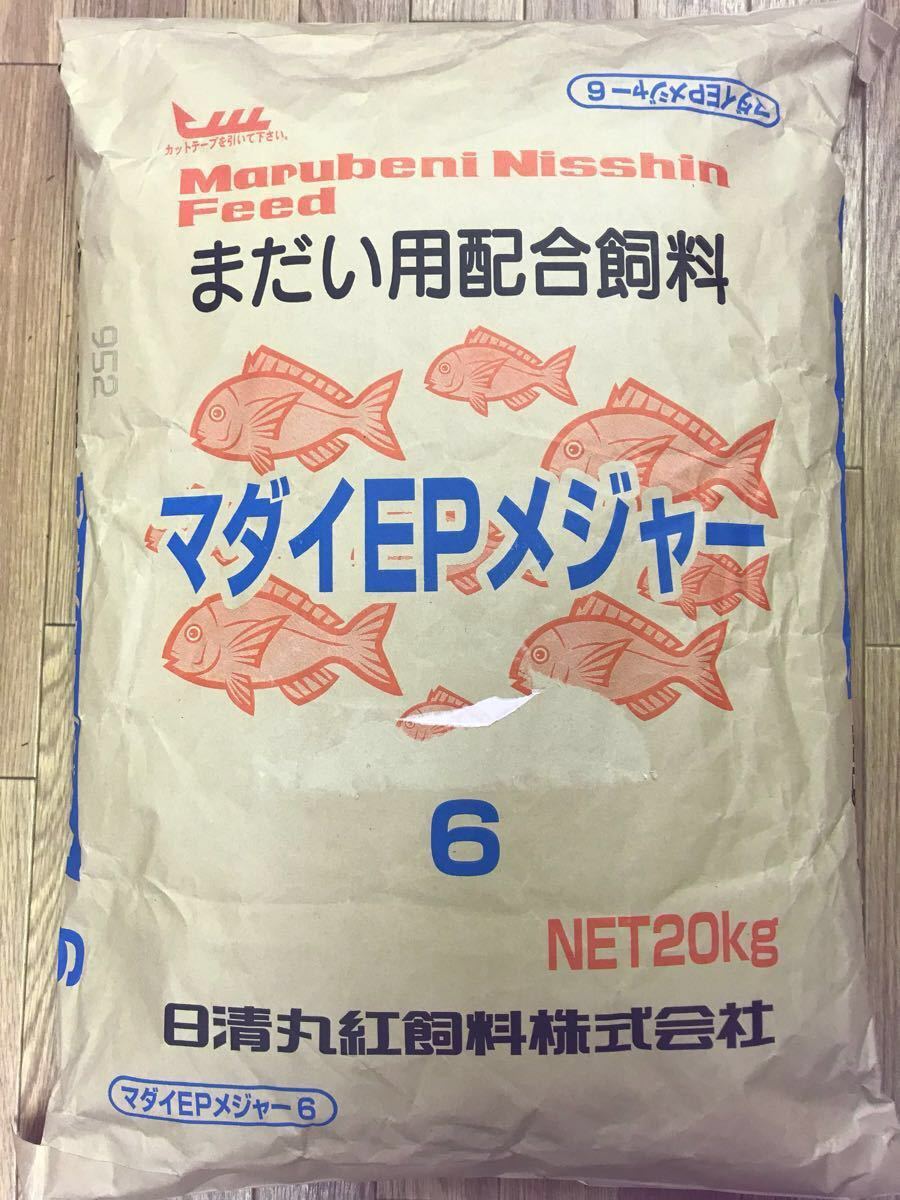 マダイEPメジャー6
カットテープを引いて下さい。
Marubeni Nisshin
Feed
まだい用配合飼料
952
マダイEPメジャー
6
NET20kg
日清丸紅飼料株式会社
マダイEPメジャー6
6